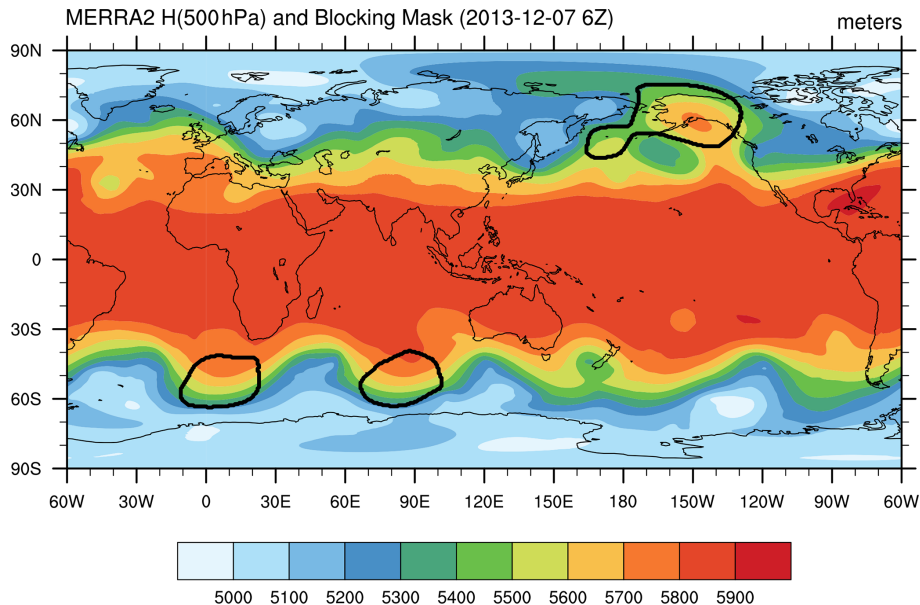 MERRA2 H(500hPa) and Blocking Mask (2013-12-07 6Z) meters
90N
60N
30N
0
30S
60S
90S
60W 30W 0 30E 60E 90E 120E 150E 180 150W 120W 90W 60W
5000 5100 5200 5300 5400 5500 5600 5700 5800 5900